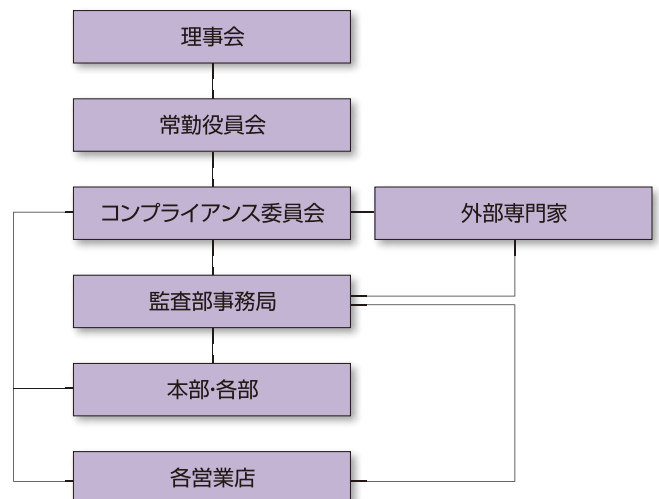 理事会
常勤役員会
コンプライアンス委員会
外部専門家
監査部事務局
本部・各部
各営業店